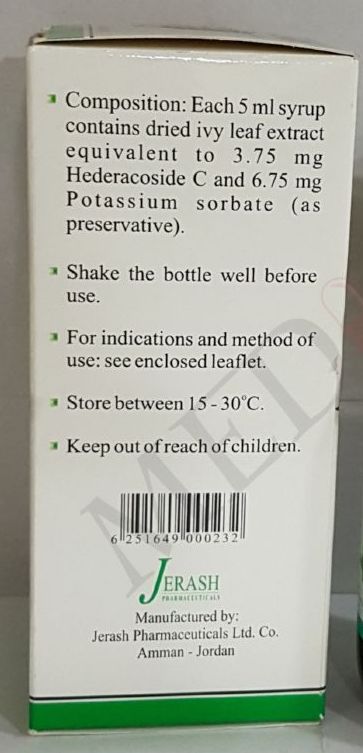 Composition: Each 5 ml syrup
contains dried ivy leaf extract
equivalent to 3.75 mg
Hederacoside C and 6.75 mg
Potassium sorbate (as
preservative).
Shake the bottle well before
use.
For indications and method of
use: see enclosed leaflet.
Store between 15 - 30°C.
Keep out of reach of children.
6 251649 000232
JERASH
PHARMACEUTICALS
Manufactured by:
Jerash Pharmaceuticals Ltd. Co.
Amman - Jordan
MED